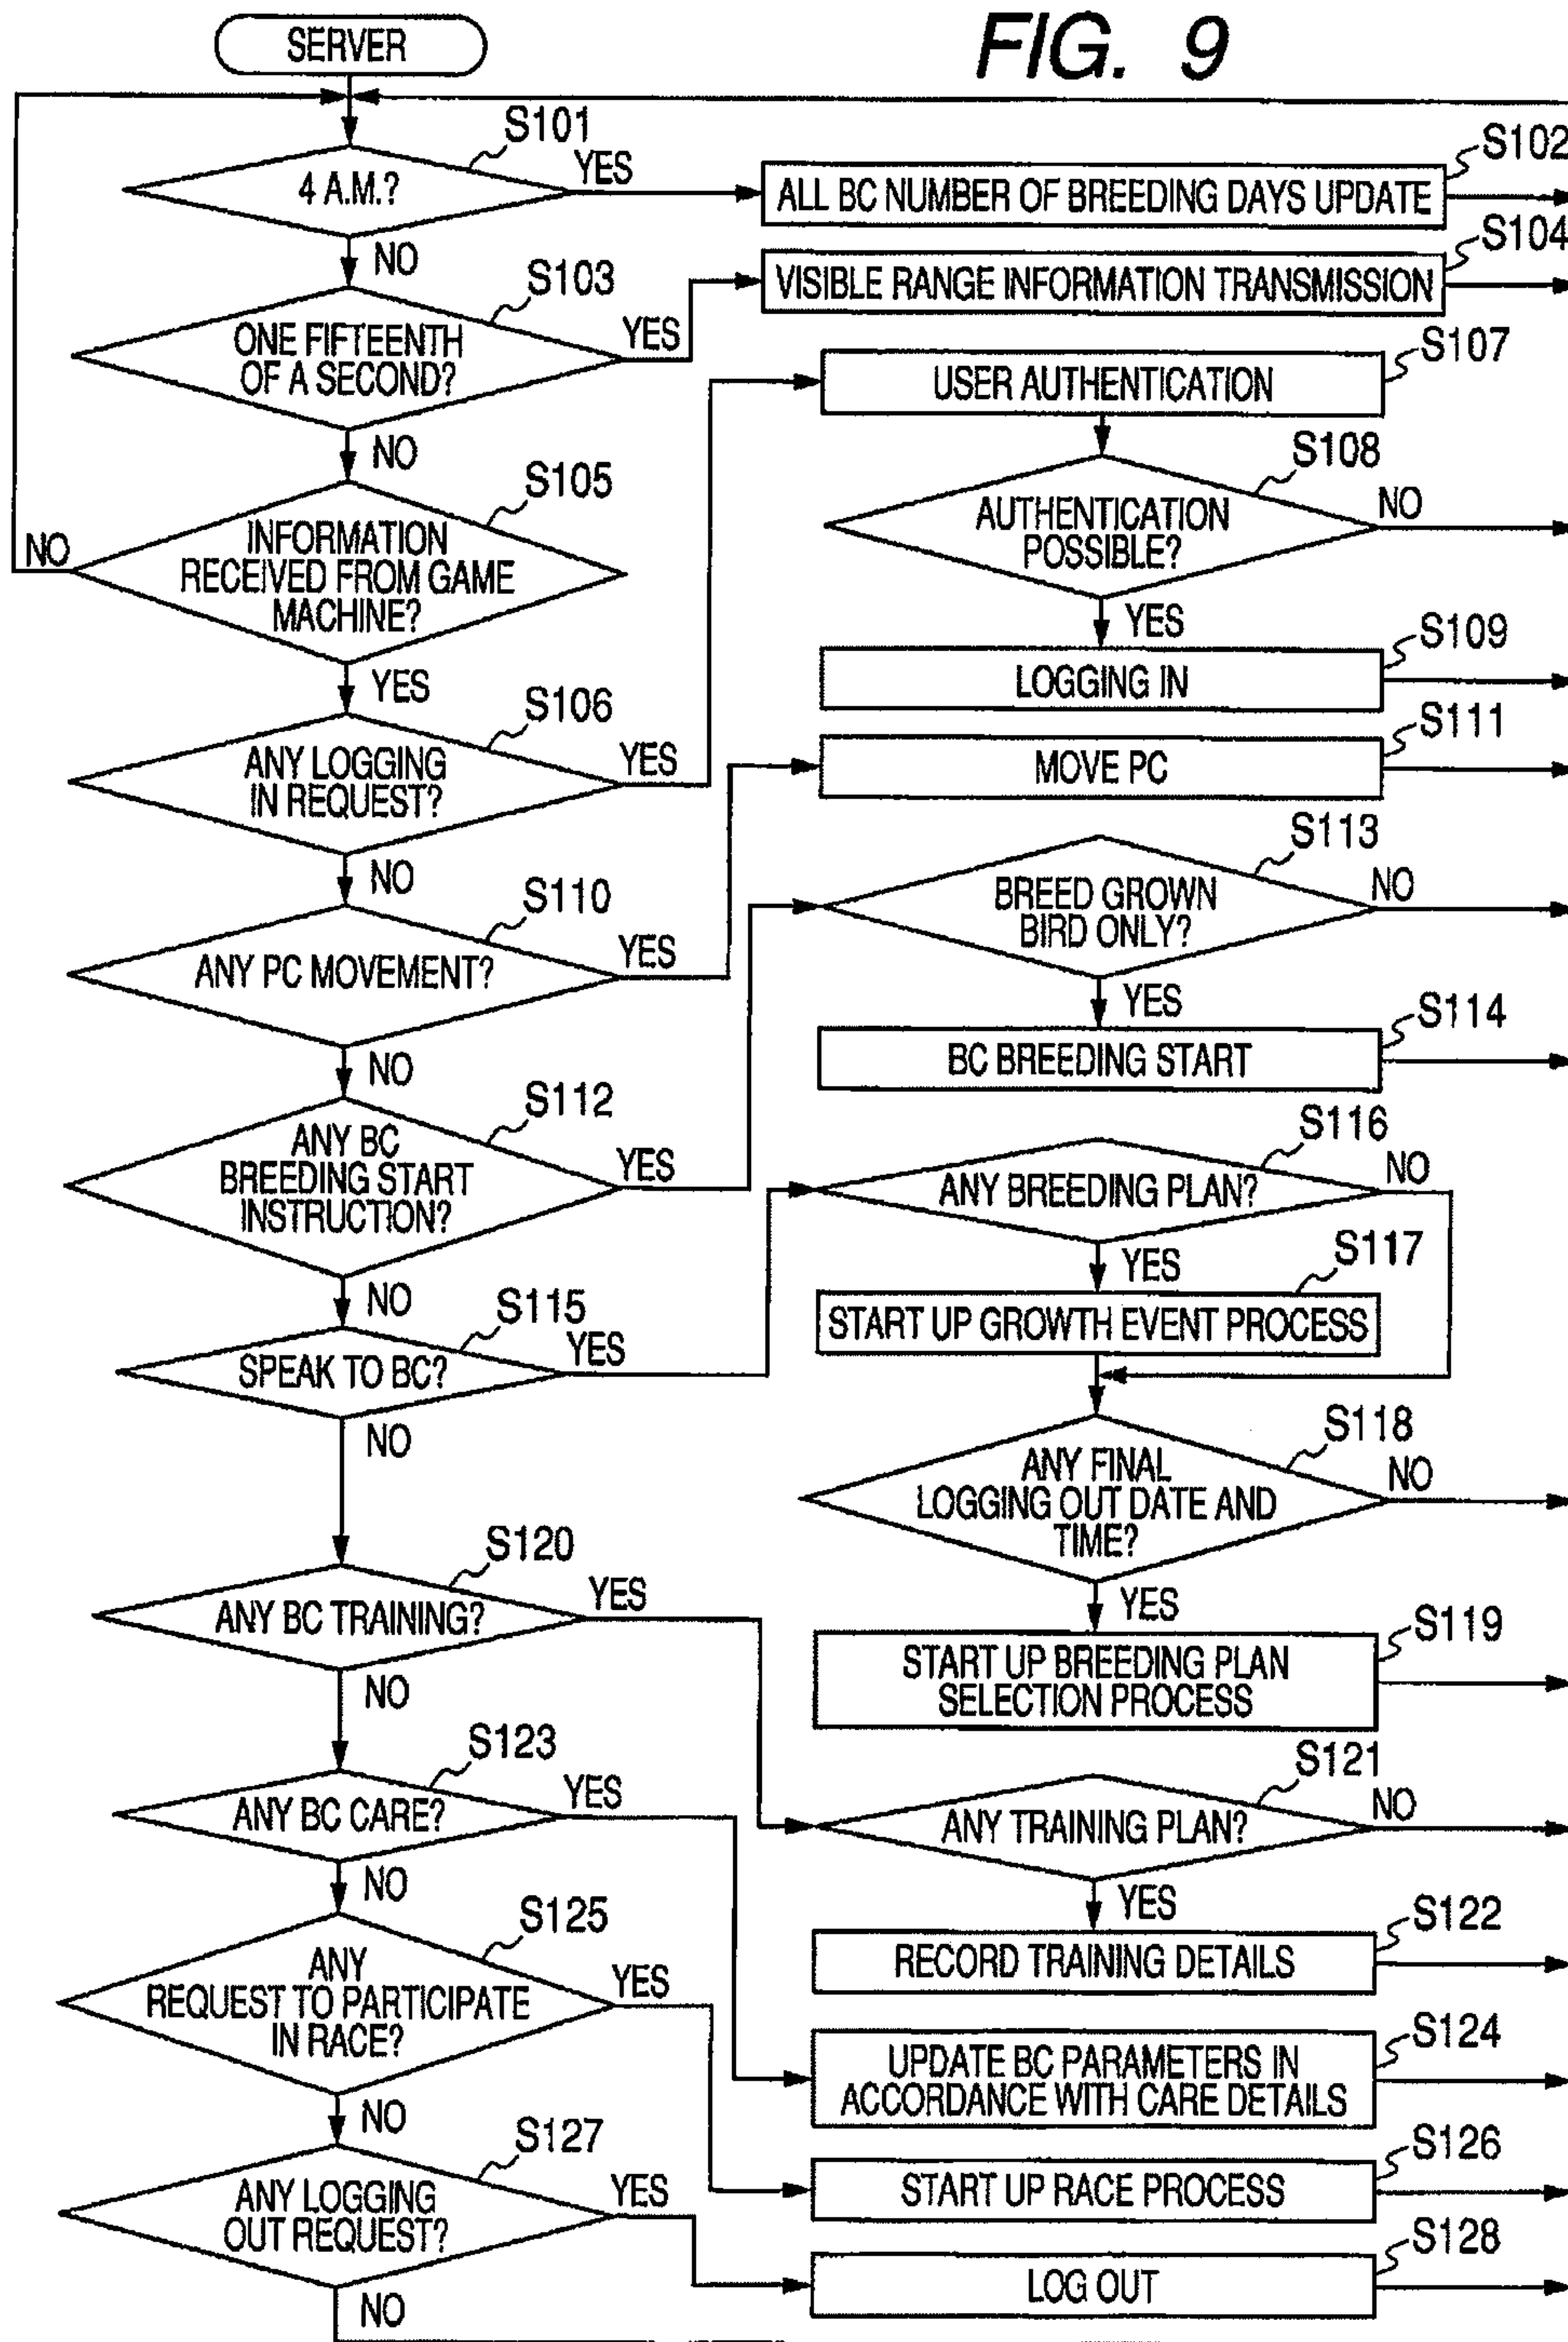 FIG. 9
SERVER
S101
4 A.M.?
YES
NO
S102
ALL BC NUMBER OF BREEDING DAYS UPDATE
S103
ONE FIFTEENTH
OF A SECOND?
YES
NO
S104
VISIBLE RANGE INFORMATION TRANSMISSION
S105
INFORMATION
RECEIVED FROM GAME
MACHINE?
NO
YES
S106
ANY LOGGING
IN REQUEST?
YES
NO
S107
USER AUTHENTICATION
S108
AUTHENTICATION
POSSIBLE?
NO
YES
S109
LOGGING IN
S110
ANY PC MOVEMENT?
YES
NO
S111
MOVE PC
S112
ANY BC
BREEDING START
INSTRUCTION?
YES
NO
S113
BREED GROWN
BIRD ONLY?
NO
YES
S114
BC BREEDING START
S115
SPEAK TO BC?
YES
NO
S116
ANY BREEDING PLAN?
NO
YES
S117
START UP GROWTH EVENT PROCESS
S118
ANY FINAL
LOGGING OUT DATE AND
TIME?
NO
YES
S119
START UP BREEDING PLAN
SELECTION PROCESS
S120
ANY BC TRAINING?
YES
NO
S121
ANY TRAINING PLAN?
NO
YES
S122
RECORD TRAINING DETAILS
S123
ANY BC CARE?
YES
NO
S124
UPDATE BC PARAMETERS IN
ACCORDANCE WITH CARE DETAILS
S125
ANY
REQUEST TO PARTICIPATE
IN RACE?
YES
NO
S126
START UP RACE PROCESS
S127
ANY LOGGING
OUT REQUEST?
YES
NO
S128
LOG OUT